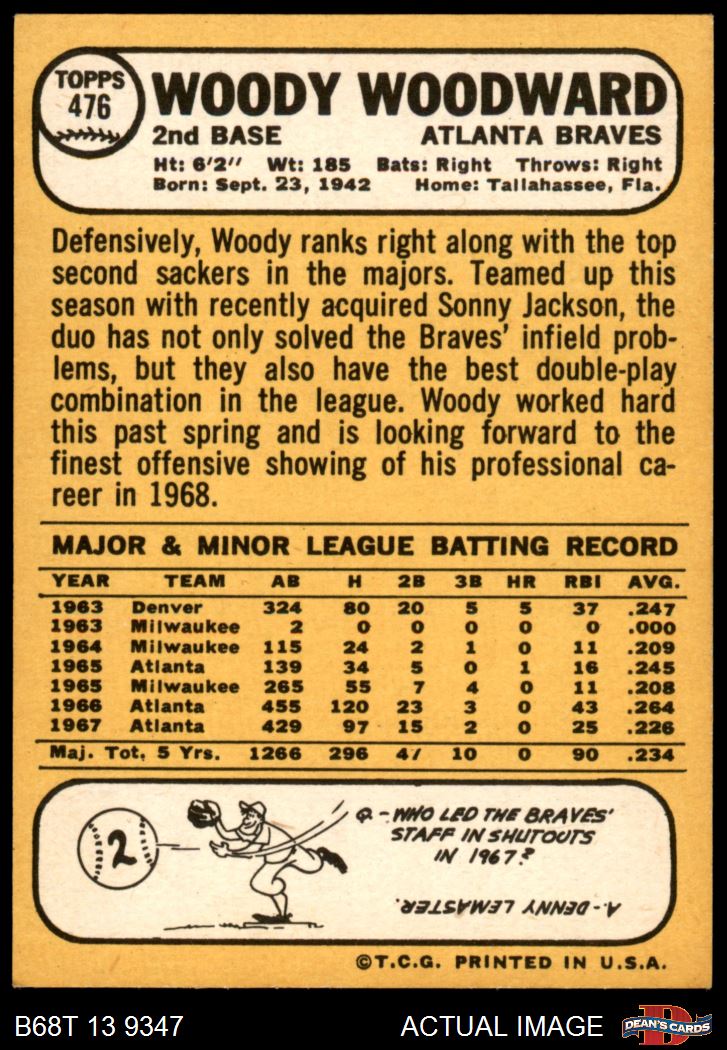 TOPPS
476
WOODY WOODWARD
2nd BASE ATLANTA BRAVES
Ht: 6'2" Wt: 185 Bats: Right Throws: Right
Born: Sept. 23, 1942 Home: Tallahassee, Fla.
Defensively, Woody ranks right along with the top
second sackers in the majors. Teamed up this
season with recently acquired Sonny Jackson, the
duo has not only solved the Braves' infield prob-
lems, but they also have the best double-play
combination in the league. Woody worked hard
this past spring and is looking forward to the
finest offensive showing of his professional ca-
reer in 1968.
MAJOR & MINOR LEAGUE BATTING RECORD
YEAR TEAM AB H 2B 3B HR RBI AVG.
1963 Denver 324 80 20 5 5 37 .247
1963 Milwaukee 2 0 0 0 0 0 .000
1964 Milwaukee 115 24 2 1 0 11 .209
1965 Atlanta 139 34 5 0 1 16 .245
1965 Milwaukee 265 55 7 4 0 11 .208
1966 Atlanta 455 120 23 3 0 43 .264
1967 Atlanta 429 97 15 2 0 25 .226
Maj. Tot. 5 Yrs. 1266 296 47 10 0 90 .234
2
Q.-WHO LED THE BRAVES'
STAFF IN SHUTOUTS
IN 1967?
A.-DENNY LEMASTER.
©T.C.G. PRINTED IN U.S.A.
B68T 13 9347 ACTUAL IMAGE
D
DEAN'S CARDS